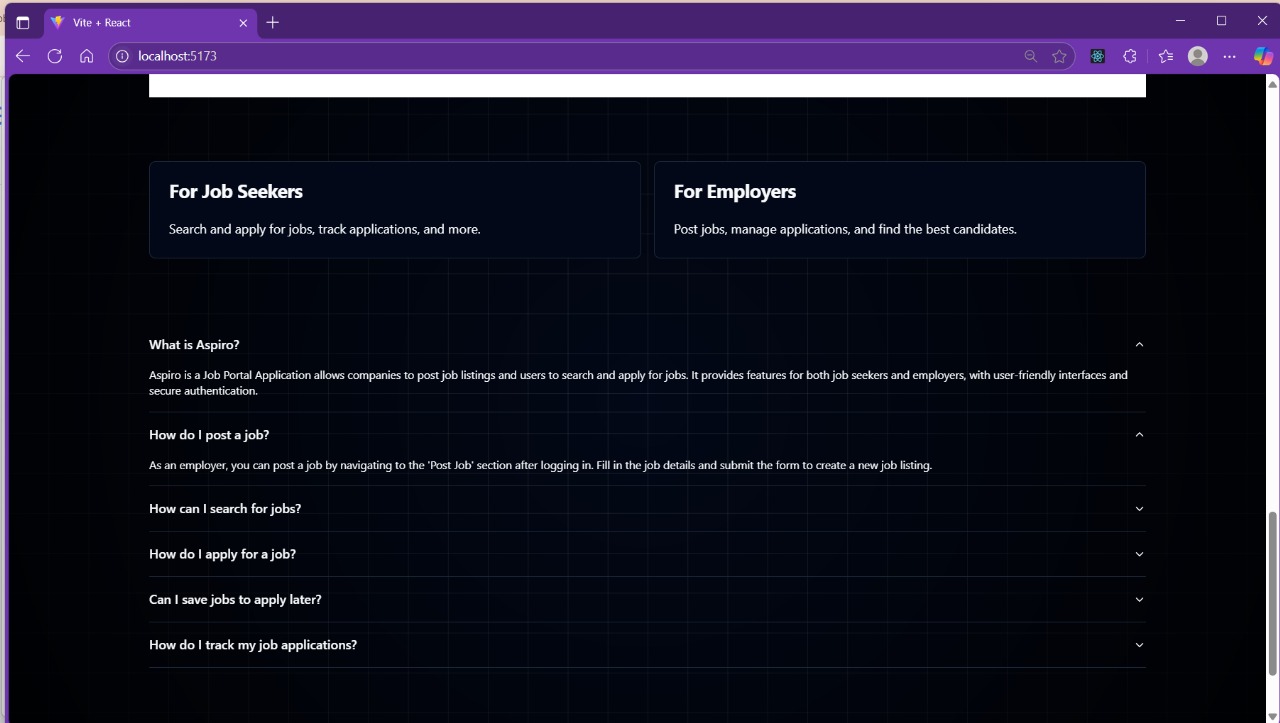 Vite + React
localhost:5173
For Job Seekers
Search and apply for jobs, track applications, and more.
For Employers
Post jobs, manage applications, and find the best candidates.
What is Aspiro?
Aspiro is a Job Portal Application allows companies to post job listings and users to search and apply for jobs. It provides features for both job seekers and employers, with user-friendly interfaces and
secure authentication.
How do I post a job?
As an employer, you can post a job by navigating to the 'Post Job' section after logging in. Fill in the job details and submit the form to create a new job listing.
How can I search for jobs?
How do I apply for a job?
Can I save jobs to apply later?
How do I track my job applications?